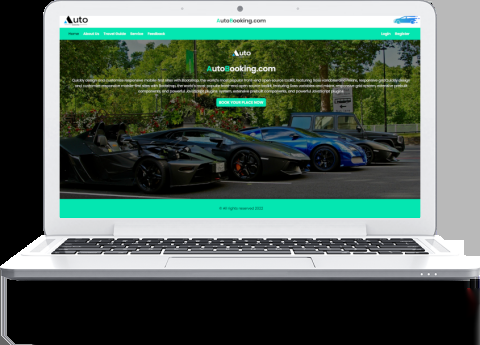 Auto
AutoBooking.com
Home About Us Travel Guide Service Feedback
Login Register
Auto
AutoBooking.com
Quickly design and customize responsive mobile-first sites with Bootstrap, the world's most popular front-end open source toolkit, featuring Sass variables and mixins, responsive grid Quickly design
and customize responsive mobile-first sites with Bootstrap, the world's most popular front-end open source toolkit, featuring Sass variables and mixins, responsive grid system, extensive prebuilt
components, and powerful JavaScript plugins. system, extensive prebuilt components, and powerful JavaScript plugins.
BOOK YOUR PLACE NOW
© All rights reserved 2022